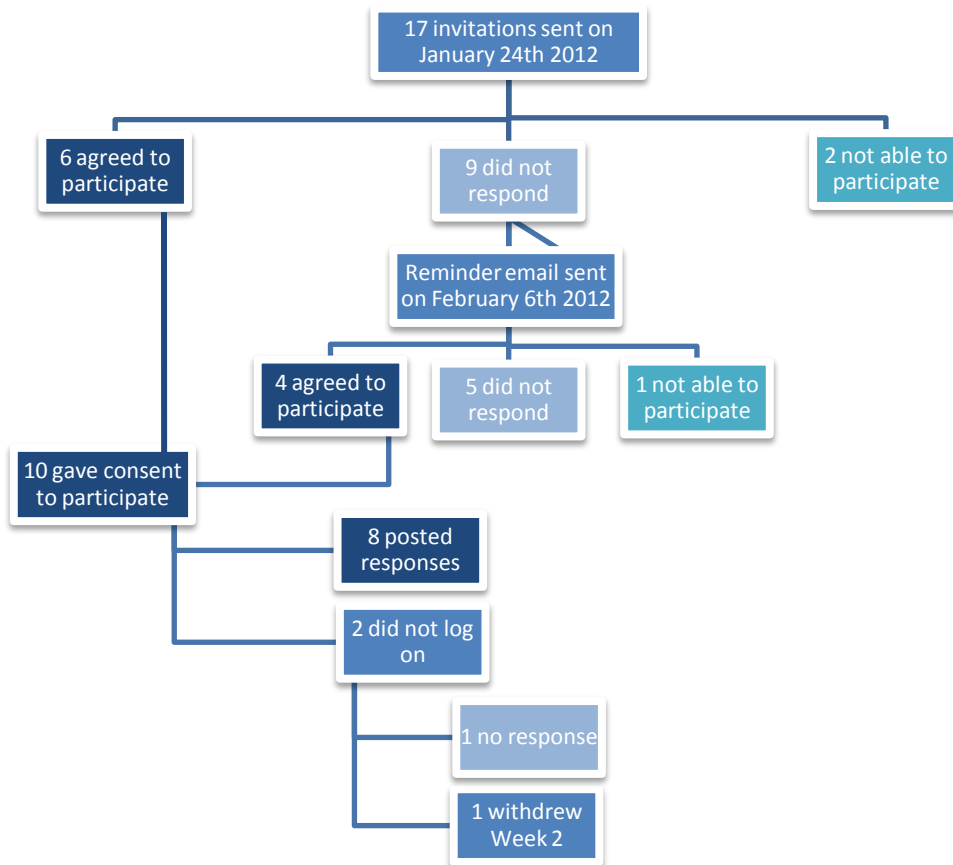 17 invitations sent on
January 24th 2012
6 agreed to
participate
9 did not
respond
2 not able to
participate
Reminder email sent
on February 6th 2012
4 agreed to
participate
5 did not
respond
1 not able to
participate
10 gave consent
to participate
8 posted
responses
2 did not log
on
1 no response
1 withdrew
Week 2